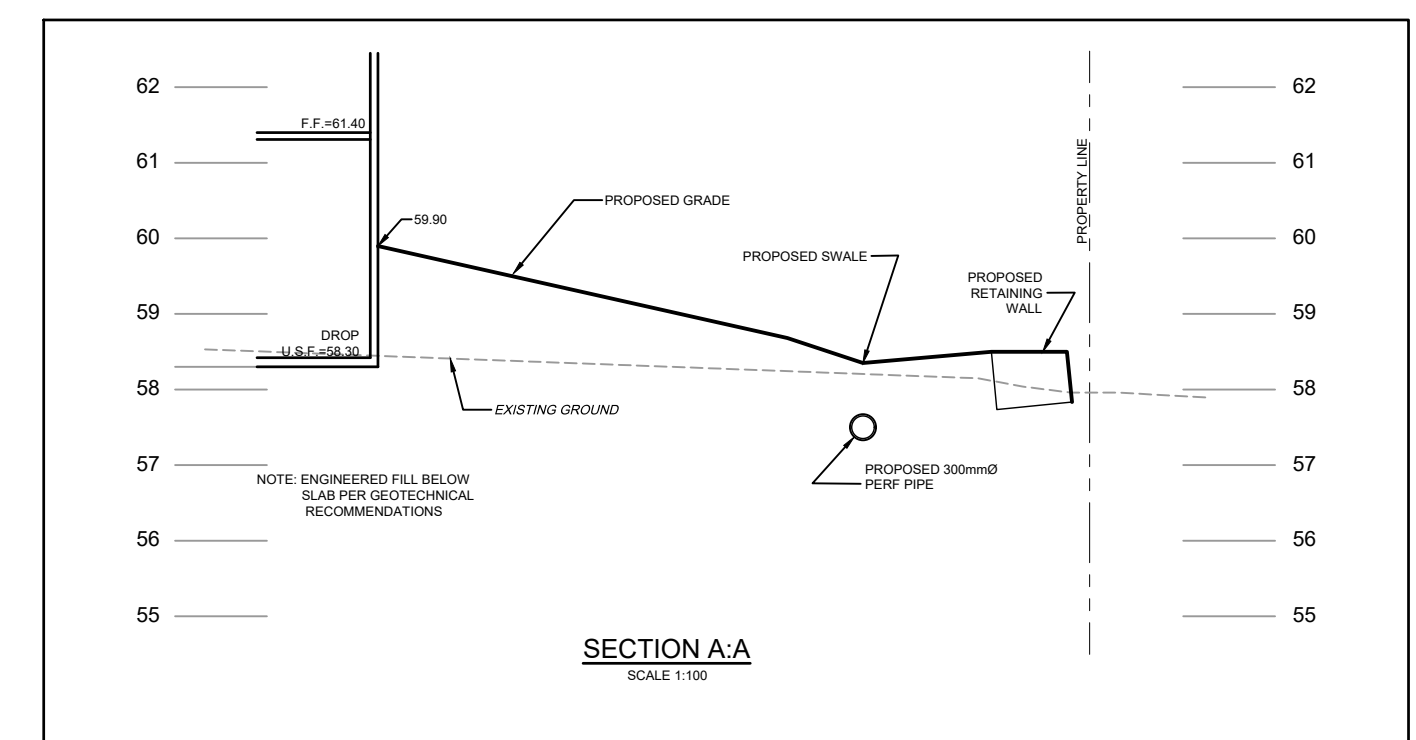 62
62
F.F.=61.40
61
61
PROPERTY LINE
PROPOSED GRADE
59.90
60
60
PROPOSED SWALE
PROPOSED
RETAINING
WALL
59
59
DROP
U.S.F.=58.30
58
58
EXISTING GROUND
57
57
PROPOSED 300mmØ
PERF PIPE
NOTE: ENGINEERED FILL BELOW
SLAB PER GEOTECHNICAL
RECOMMENDATIONS
56
56
55
55
SECTION A:A
SCALE 1:100